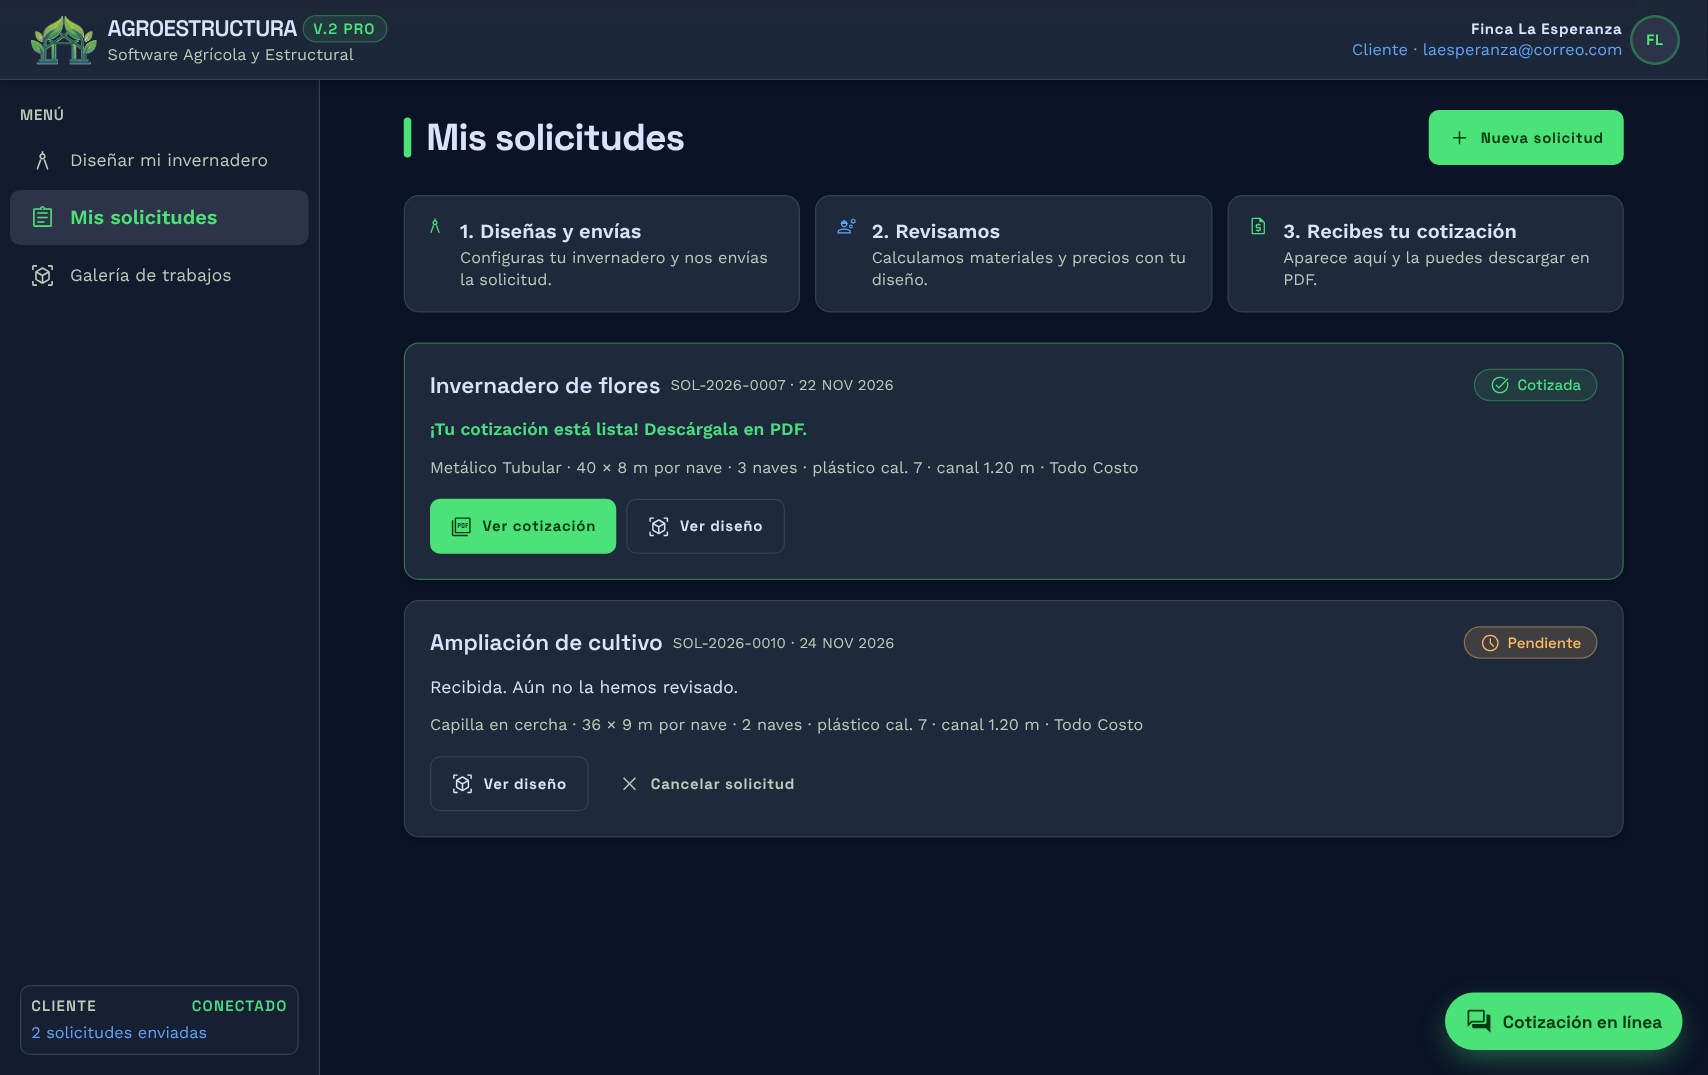 AGROESTRUCTURA V.2 PRO
Software Agrícola y Estructural
Finca La Esperanza
Cliente · laesperanza@correo.com
FL
MENÚ
Diseñar mi invernadero
Mis solicitudes
Galería de trabajos
CLIENTE CONECTADO
2 solicitudes enviadas
Mis solicitudes
Nueva solicitud
1. Diseñas y envías
Configuras tu invernadero y nos envías
la solicitud.
2. Revisamos
Calculamos materiales y precios con tu
diseño.
3. Recibes tu cotización
Aparece aquí y la puedes descargar en
PDF.
Invernadero de flores SOL-2026-0007 · 22 NOV 2026
Cotizada
¡Tu cotización está lista! Descárgala en PDF.
Metálico Tubular · 40 × 8 m por nave · 3 naves · plástico cal. 7 · canal 1.20 m · Todo Costo
PDF Ver cotización
Ver diseño
Ampliación de cultivo SOL-2026-0010 · 24 NOV 2026
Pendiente
Recibida. Aún no la hemos revisado.
Capilla en cercha · 36 × 9 m por nave · 2 naves · plástico cal. 7 · canal 1.20 m · Todo Costo
Ver diseño
Cancelar solicitud
Cotización en línea